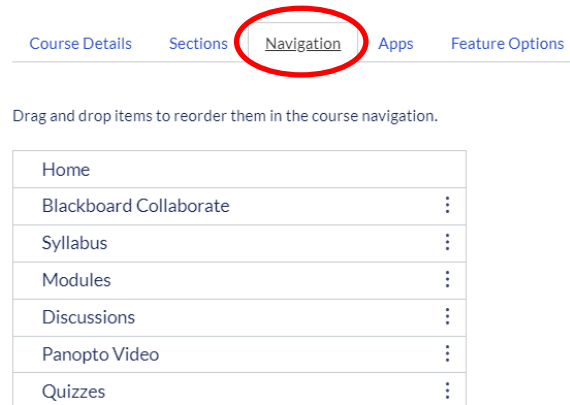 Course Details Sections Navigation Apps Feature Options
Drag and drop items to reorder them in the course navigation.
Home
Blackboard Collaborate
Syllabus
Modules
Discussions
Panopto Video
Quizzes